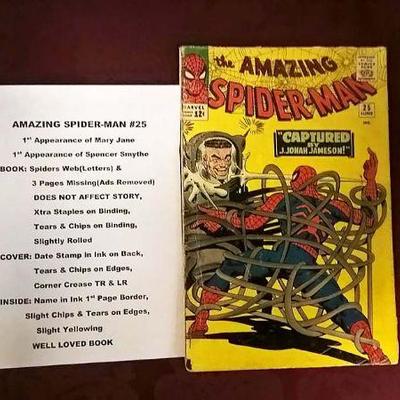 AMAZING SPIDER-MAN #25
1st Appearance of Mary Jane
1st Appearance of Spencer Smythe
BOOK: Spiders Web(Letters) &
3 Pages Missing(Ads Removed)
DOES NOT AFFECT STORY,
Xtra Staples on Binding,
Tears & Chips on Binding,
Slightly Rolled
COVER: Date Stamp in Ink on Back,
Tears & Chips on Edges,
Corner Crease TR & LR
INSIDE: Name in Ink 1st Page Border,
Slight Chips & Tears on Edges,
Slight Yellowing
WELL LOVED BOOK
the AMAZING
SPIDER-MAN
MARVEL
12¢
25
JUNE
"CAPTURED
BY
J. JONAH JAMESON!"